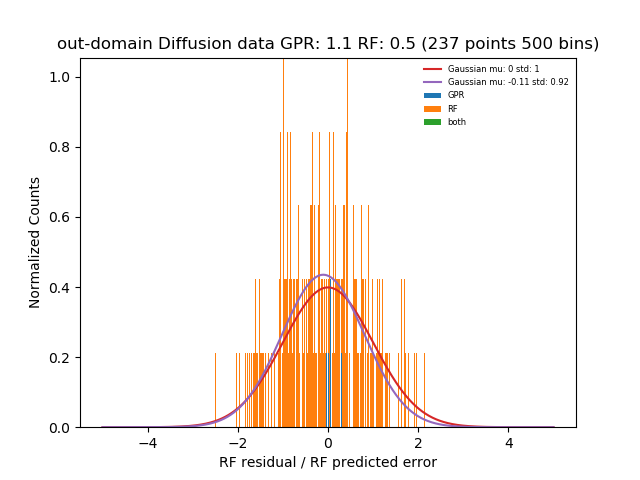 out-domain Diffusion data GPR: 1.1 RF: 0.5 (237 points 500 bins)
Normalized Counts
1.0
0.8
0.6
0.4
0.2
0.0
Gaussian mu: 0 std: 1
Gaussian mu: -0.11 std: 0.92
GPR
RF
both
−4 −2 0 2 4
RF residual / RF predicted error